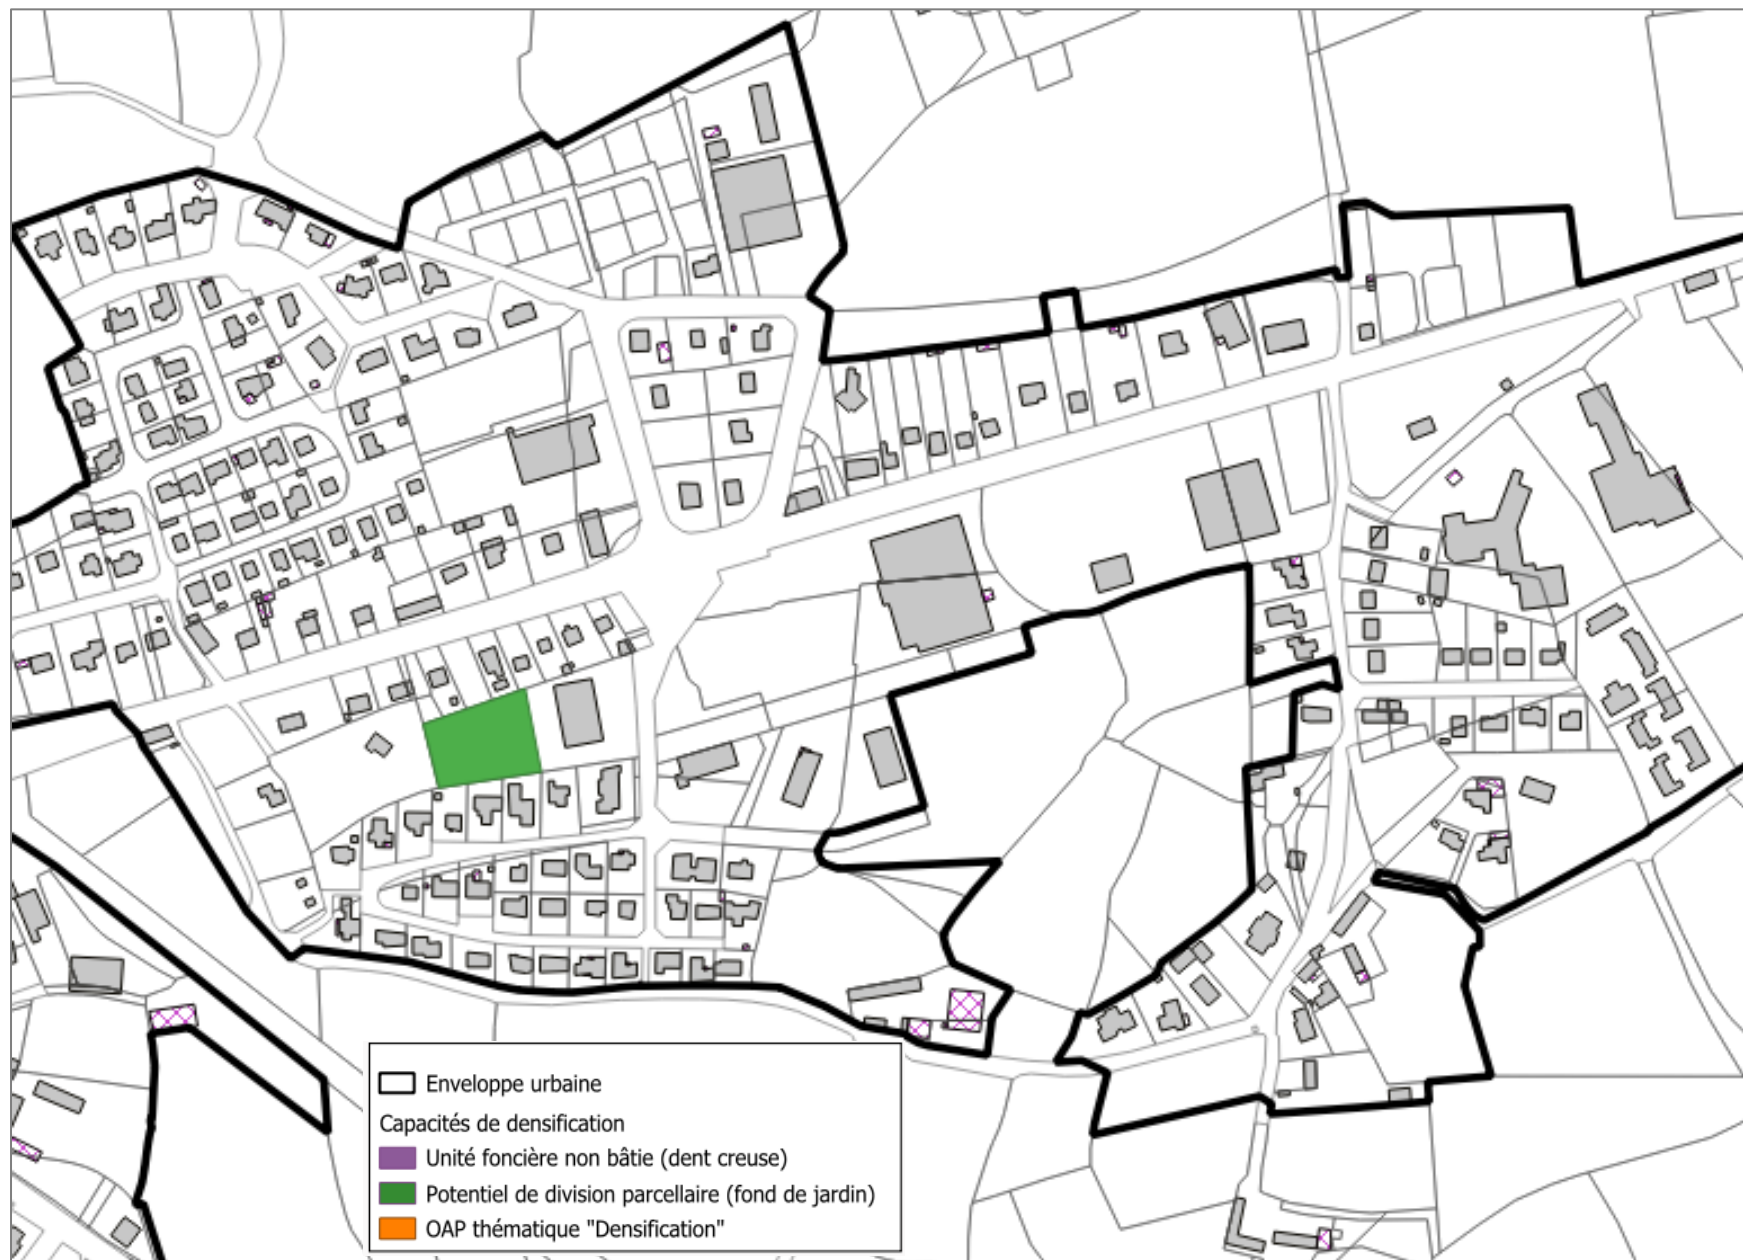 Enveloppe urbaine
Capacités de densification
Unité foncière non bâtie (dent creuse)
Potentiel de division parcellaire (fond de jardin)
OAP thématique "Densification"